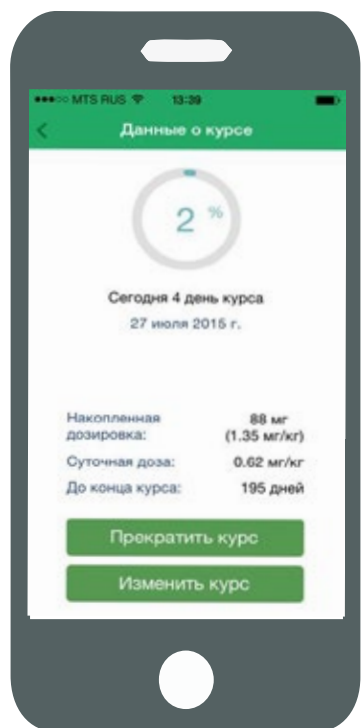 MTS RUS 13:39
Данные о курсе
2 %
Сегодня 4 день курса
27 июля 2015 г.
Накопленная дозировка: 88 мг (1.35 мг/кг)
Суточная доза: 0.62 мг/кг
До конца курса: 195 дней
Прекратить курс
Изменить курс